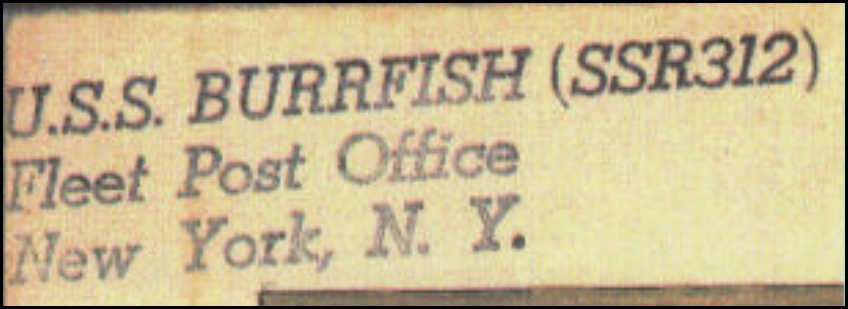 U.S.S. BURRFISH (SSR312)
Fleet Post Office
New York, N. Y.